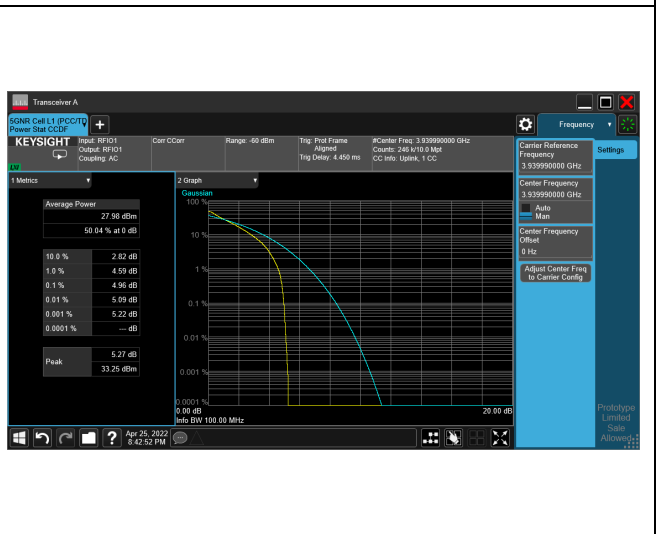 Transceiver A
5GNR Cell L1 (PCC/TD
Power Stat CCDF
Frequency
KEYSIGHT
Input: RFIO1
Output: RFIO1
Coupling: AC
Corr CCorr
Range: -60 dBm
Trig: Prot Frame
Aligned
Trig Delay: 4.450 ms
#Center Freq: 3.939990000 GHz
Counts: 246 k/10.0 Mpt
CC Info: Uplink, 1 CC
1 Metrics
Average Power
27.98 dBm
50.04 % at 0 dB
10.0 % 2.82 dB
1.0 % 4.59 dB
0.1 % 4.96 dB
0.01 % 5.09 dB
0.001 % 5.22 dB
0.0001 % --- dB
Peak
5.27 dB
33.25 dBm
2 Graph
Gaussian
100 %
10 %
1 %
0.1 %
0.01 %
0.001 %
0.0001 %
0.00 dB
20.00 dB
Info BW 100.00 MHz
Carrier Reference
Frequency
3.939990000 GHz
Center Frequency
3.939990000 GHz
Auto
Man
Center Frequency
Offset
0 Hz
Adjust Center Freq
to Carrier Config
Settings
Prototype
Limited
Sale
Allowed
?
Apr 25, 2022
8:42:52 PM